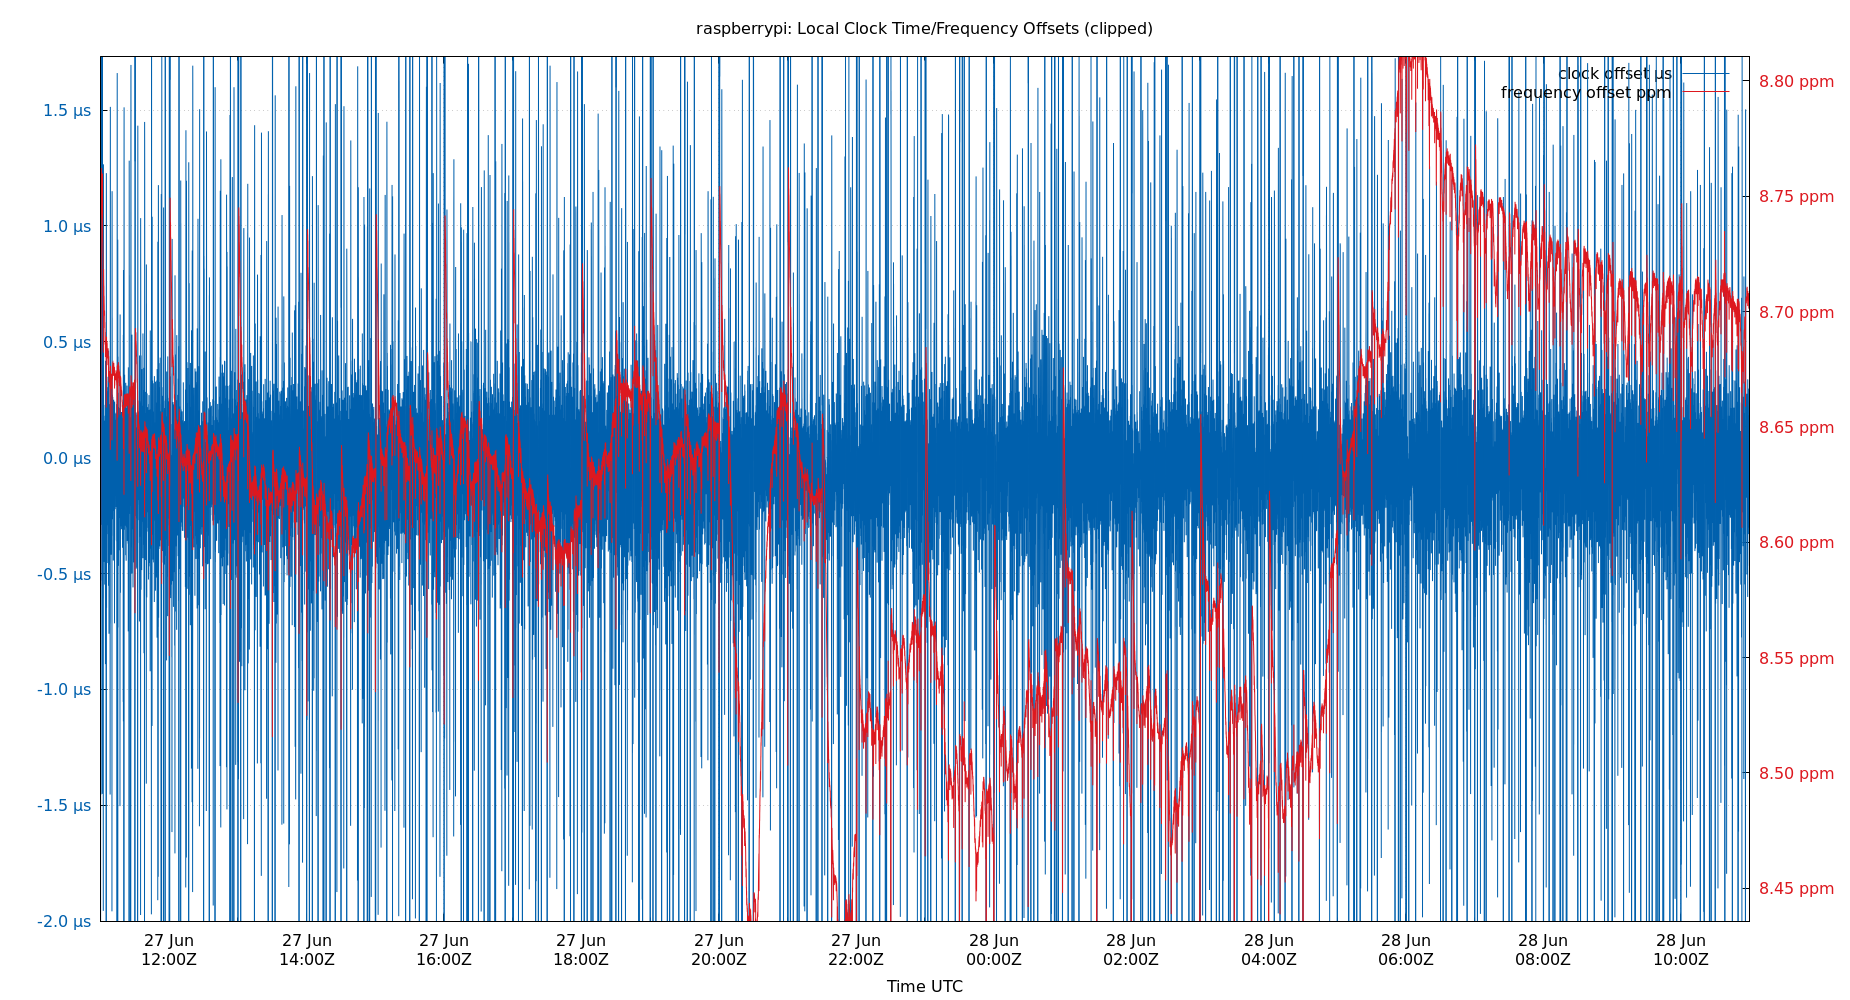 raspberrypi: Local Clock Time/Frequency Offsets (clipped)
clock offset µs
frequency offset ppm
1.5 µs
1.0 µs
0.5 µs
0.0 µs
-0.5 µs
-1.0 µs
-1.5 µs
-2.0 µs
8.80 ppm
8.75 ppm
8.70 ppm
8.65 ppm
8.60 ppm
8.55 ppm
8.50 ppm
8.45 ppm
27 Jun 27 Jun 27 Jun 27 Jun 27 Jun 27 Jun 28 Jun 28 Jun 28 Jun 28 Jun 28 Jun 28 Jun
12:00Z 14:00Z 16:00Z 18:00Z 20:00Z 22:00Z 00:00Z 02:00Z 04:00Z 06:00Z 08:00Z 10:00Z
Time UTC